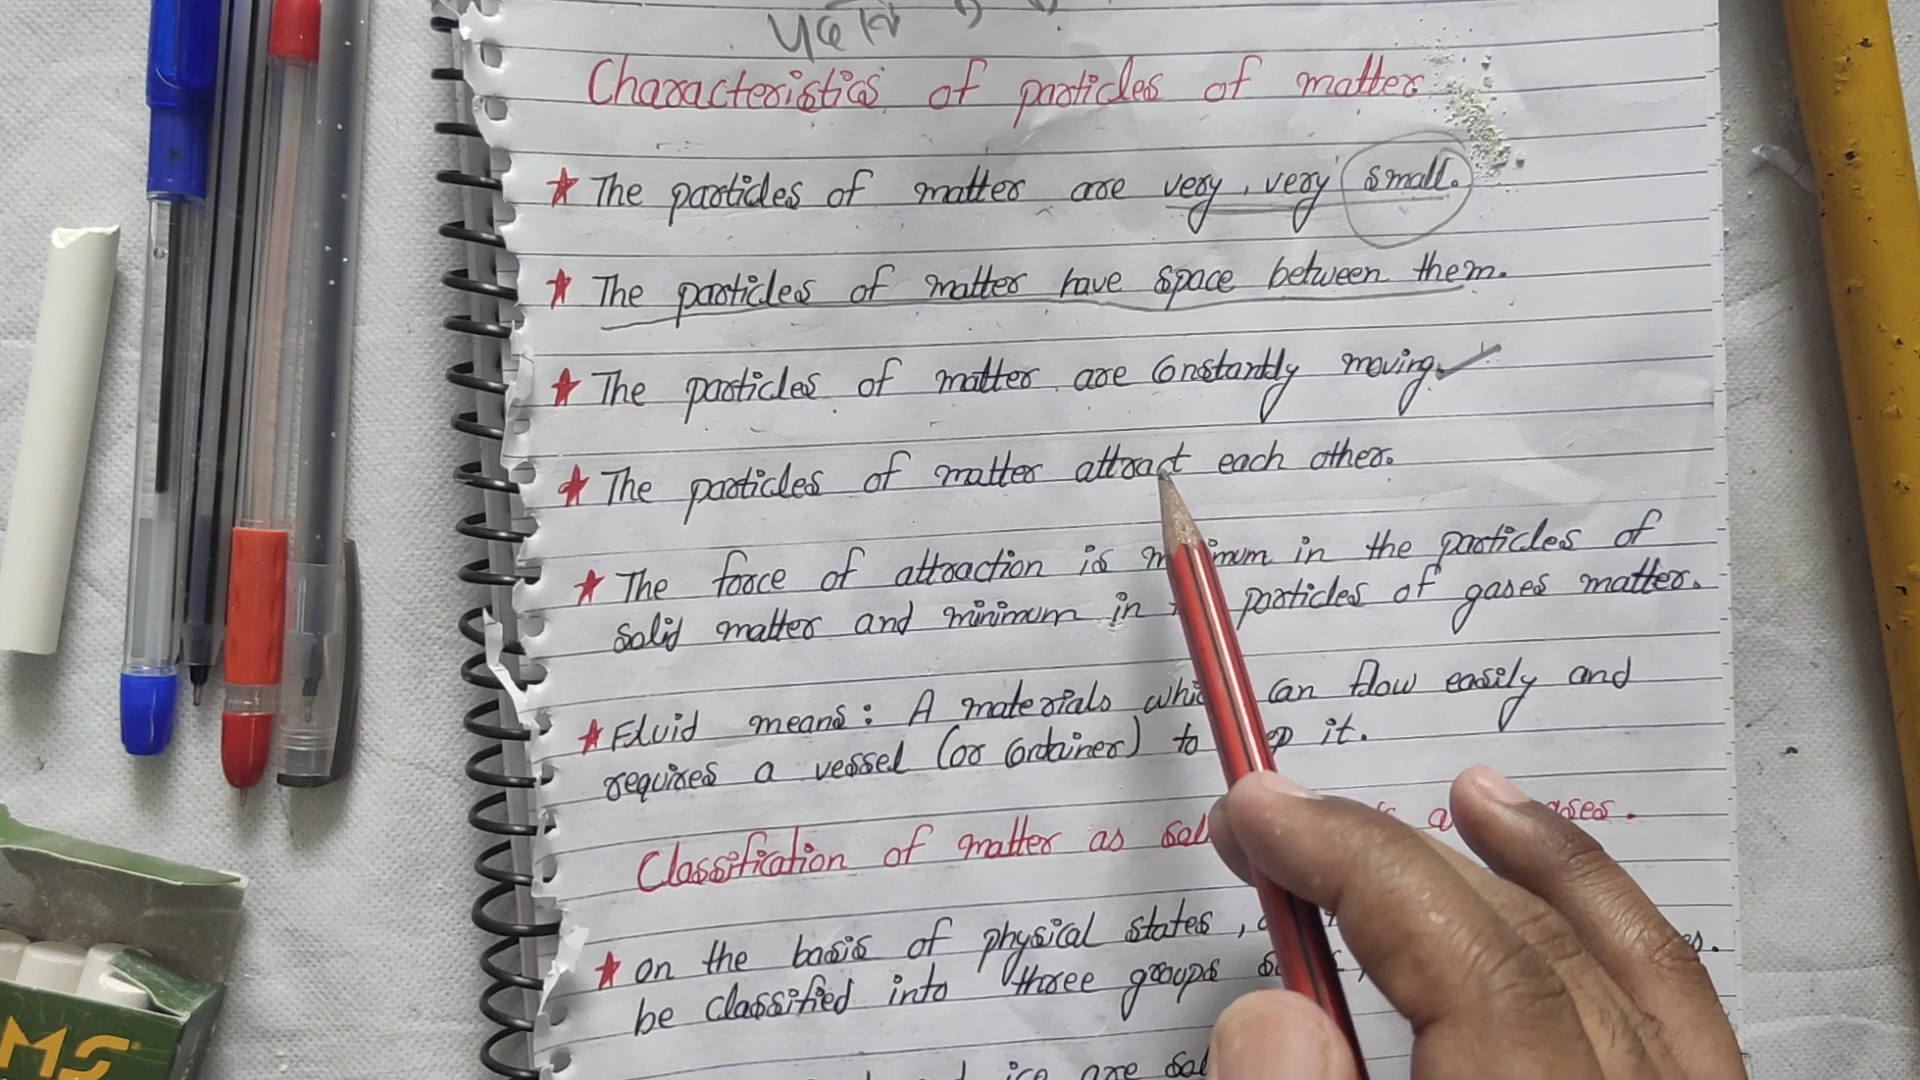 Characteristics of particles of matter
The particles of matter are very, very small.
The particles of matter have space between them.
The particles of matter are constantly moving.
The particles of matter attract each other.
The force of attraction is in the particles of
solid matter and minimum in particles of gases matter.
Fluid means: A materials can flow easily and
requires a vessel (or container) to it.
Classification of matter as
on the basis of physical states,
be classified into three groups
ice are
MS